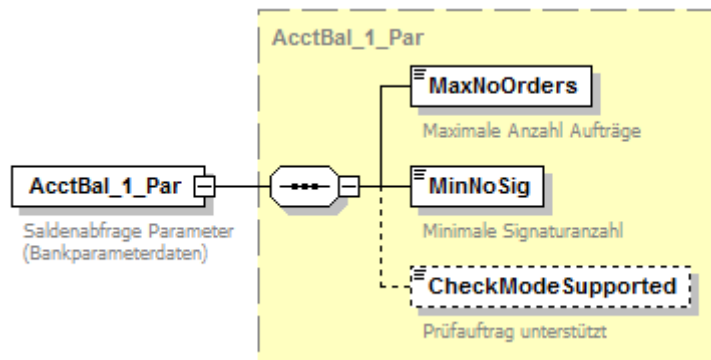 AcctBal_1_Par
MaxNoOrders
Maximale Anzahl Aufträge
AcctBal_1_Par
Saldenabfrage Parameter
(Bankparameterdaten)
MinNoSig
Minimale Signaturanzahl
CheckModeSupported
Prüfauftrag unterstützt